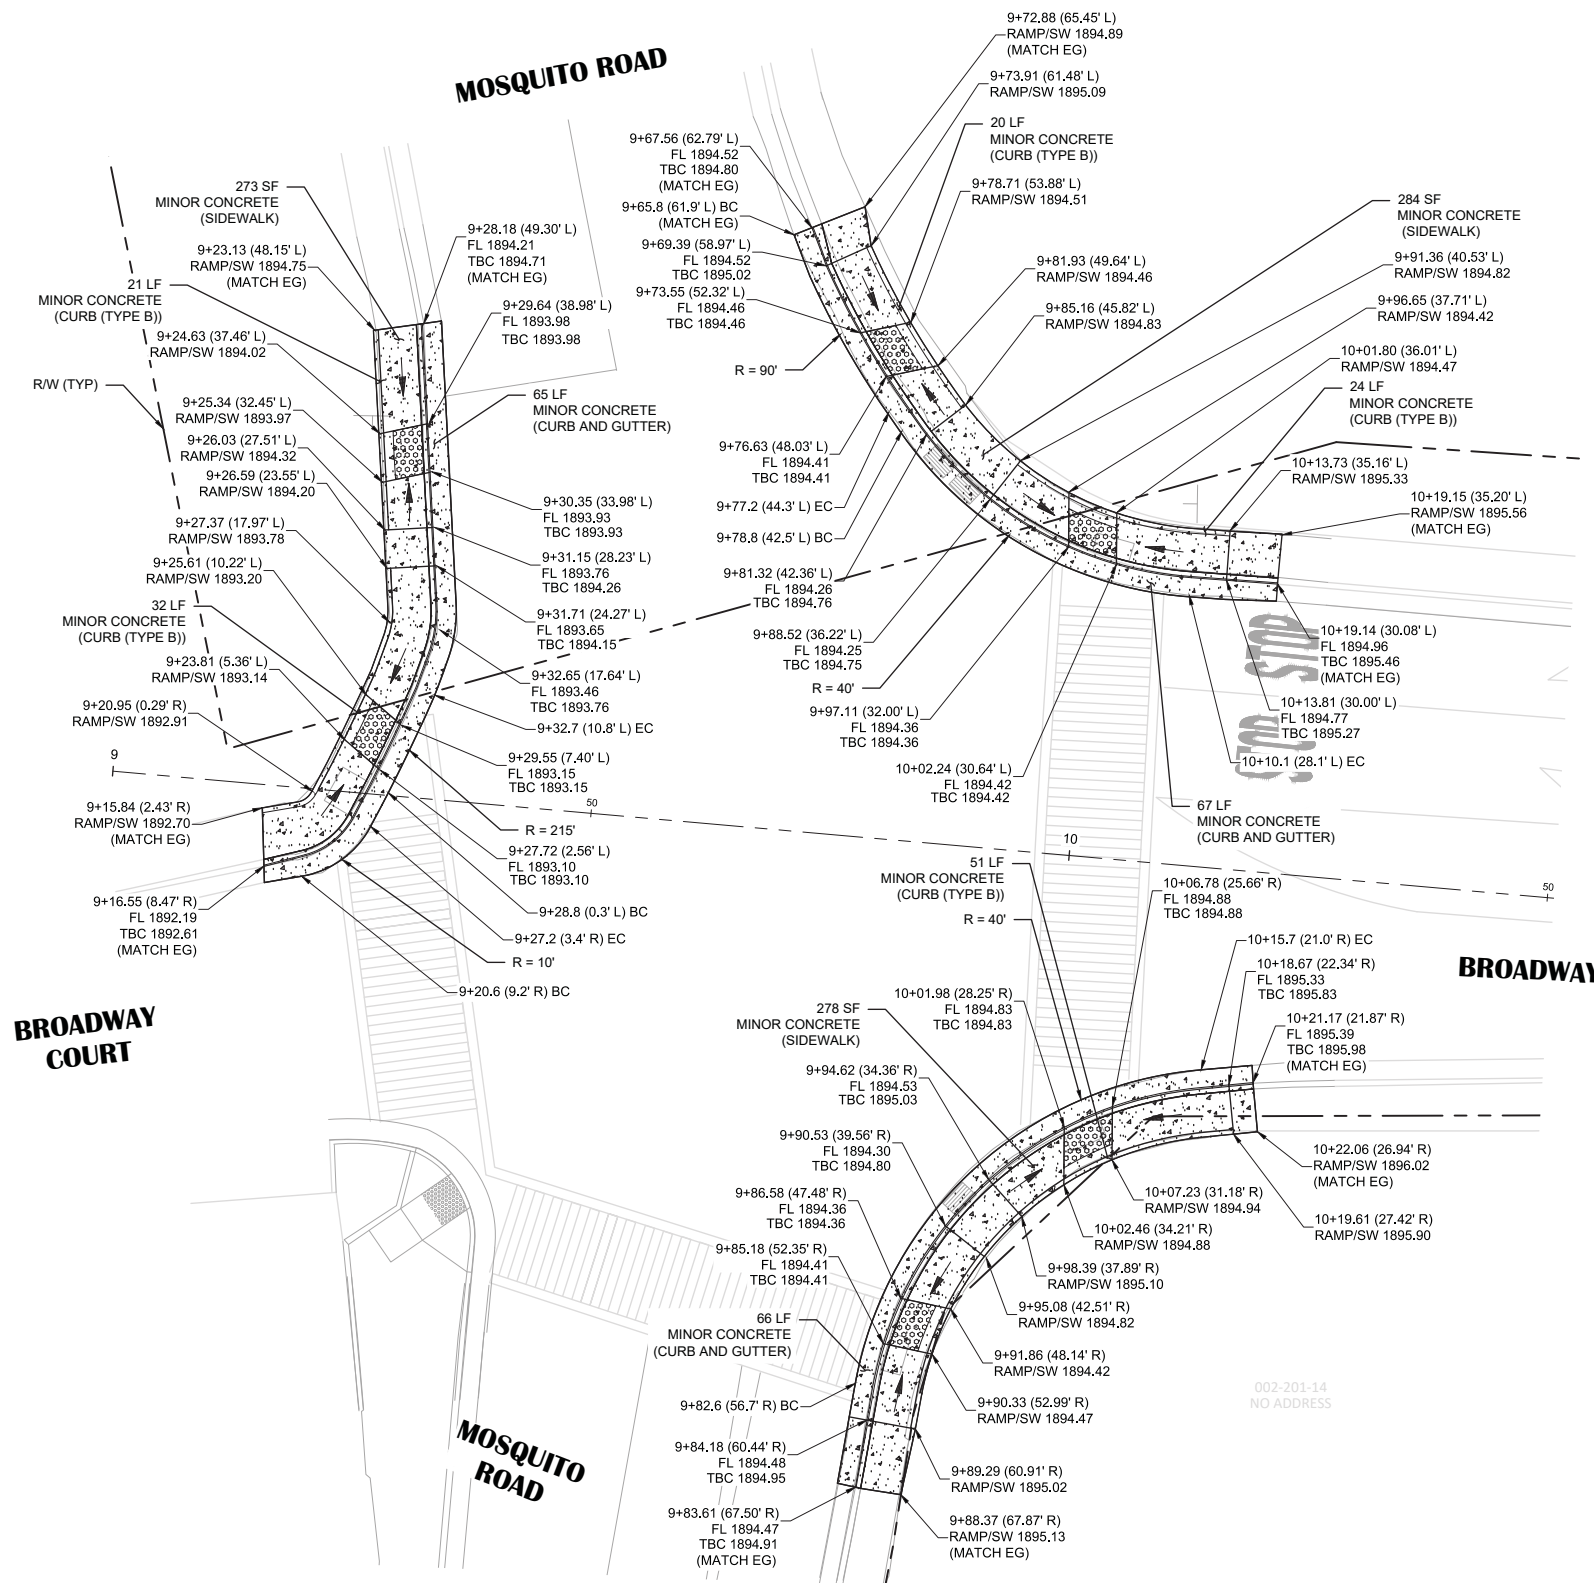 MOSQUITO ROAD
9+72.88 (65.45' L)
RAMP/SW 1894.89
(MATCH EG)
9+73.91 (61.48' L)
RAMP/SW 1895.09
20 LF
MINOR CONCRETE
(CURB (TYPE B))
9+78.71 (53.88' L)
RAMP/SW 1894.51
9+67.56 (62.79' L)
FL 1894.52
TBC 1894.80
(MATCH EG)
9+65.8 (61.9' L) BC
(MATCH EG)
9+69.39 (58.97' L)
FL 1894.52
TBC 1895.02
9+73.55 (52.32' L)
FL 1894.46
TBC 1894.46
R = 90'
273 SF
MINOR CONCRETE
(SIDEWALK)
9+23.13 (48.15' L)
RAMP/SW 1894.75
(MATCH EG)
21 LF
MINOR CONCRETE
(CURB (TYPE B))
9+24.63 (37.46' L)
RAMP/SW 1894.02
R/W (TYP)
9+25.34 (32.45' L)
RAMP/SW 1893.97
9+26.03 (27.51' L)
RAMP/SW 1894.32
9+26.59 (23.55' L)
RAMP/SW 1894.20
9+27.37 (17.97' L)
RAMP/SW 1893.78
9+25.61 (10.22' L)
RAMP/SW 1893.20
32 LF
MINOR CONCRETE
(CURB (TYPE B))
9+23.81 (5.36' L)
RAMP/SW 1893.14
9+20.95 (0.29' R)
RAMP/SW 1892.91
9
9+15.84 (2.43' R)
RAMP/SW 1892.70
(MATCH EG)
9+16.55 (8.47' R)
FL 1892.19
TBC 1892.61
(MATCH EG)
9+28.18 (49.30' L)
FL 1894.21
TBC 1894.71
(MATCH EG)
9+29.64 (38.98' L)
FL 1893.98
TBC 1893.98
65 LF
MINOR CONCRETE
(CURB AND GUTTER)
9+30.35 (33.98' L)
FL 1893.93
TBC 1893.93
9+31.15 (28.23' L)
FL 1893.76
TBC 1894.26
9+31.71 (24.27' L)
FL 1893.65
TBC 1894.15
9+32.65 (17.64' L)
FL 1893.46
TBC 1893.76
9+32.7 (10.8' L) EC
9+29.55 (7.40' L)
FL 1893.15
TBC 1893.15
50
R = 215'
9+27.72 (2.56' L)
FL 1893.10
TBC 1893.10
9+28.8 (0.3' L) BC
9+27.2 (3.4' R) EC
R = 10'
9+20.6 (9.2' R) BC
284 SF
MINOR CONCRETE
(SIDEWALK)
9+81.93 (49.64' L)
RAMP/SW 1894.46
9+85.16 (45.82' L)
RAMP/SW 1894.83
9+91.36 (40.53' L)
RAMP/SW 1894.82
9+96.65 (37.71' L)
RAMP/SW 1894.42
10+01.80 (36.01' L)
RAMP/SW 1894.47
24 LF
MINOR CONCRETE
(CURB (TYPE B))
10+13.73 (35.16' L)
RAMP/SW 1895.33
10+19.15 (35.20' L)
RAMP/SW 1895.56
(MATCH EG)
9+76.63 (48.03' L)
FL 1894.41
TBC 1894.41
9+77.2 (44.3' L) EC
9+78.8 (42.5' L) BC
9+81.32 (42.36' L)
FL 1894.26
TBC 1894.76
9+88.52 (36.22' L)
FL 1894.25
TBC 1894.75
R = 40'
9+97.11 (32.00' L)
FL 1894.36
TBC 1894.36
10+02.24 (30.64' L)
FL 1894.42
TBC 1894.42
STOP
STOP
10+19.14 (30.08' L)
FL 1894.96
TBC 1895.46
(MATCH EG)
10+13.81 (30.00' L)
FL 1894.77
TBC 1895.27
10+10.1 (28.1' L) EC
67 LF
MINOR CONCRETE
(CURB AND GUTTER)
10
50
51 LF
MINOR CONCRETE
(CURB (TYPE B))
R = 40'
10+06.78 (25.66' R)
FL 1894.88
TBC 1894.88
10+15.7 (21.0' R) EC
10+18.67 (22.34' R)
FL 1895.33
TBC 1895.83
10+21.17 (21.87' R)
FL 1895.39
TBC 1895.98
(MATCH EG)
BROADWAY
BROADWAY
COURT
10+01.98 (28.25' R)
FL 1894.83
TBC 1894.83
278 SF
MINOR CONCRETE
(SIDEWALK)
9+94.62 (34.36' R)
FL 1894.53
TBC 1895.03
9+90.53 (39.56' R)
FL 1894.30
TBC 1894.80
9+86.58 (47.48' R)
FL 1894.36
TBC 1894.36
9+85.18 (52.35' R)
FL 1894.41
TBC 1894.41
66 LF
MINOR CONCRETE
(CURB AND GUTTER)
9+82.6 (56.7' R) BC
9+84.18 (60.44' R)
FL 1894.48
TBC 1894.95
9+83.61 (67.50' R)
FL 1894.47
TBC 1894.91
(MATCH EG)
10+22.06 (26.94' R)
RAMP/SW 1896.02
(MATCH EG)
10+07.23 (31.18' R)
RAMP/SW 1894.94
10+19.61 (27.42' R)
RAMP/SW 1895.90
10+02.46 (34.21' R)
RAMP/SW 1894.88
9+98.39 (37.89' R)
RAMP/SW 1895.10
9+95.08 (42.51' R)
RAMP/SW 1894.82
9+91.86 (48.14' R)
RAMP/SW 1894.42
9+90.33 (52.99' R)
RAMP/SW 1894.47
9+89.29 (60.91' R)
RAMP/SW 1895.02
9+88.37 (67.87' R)
RAMP/SW 1895.13
(MATCH EG)
002-201-14
NO ADDRESS
MOSQUITO
ROAD